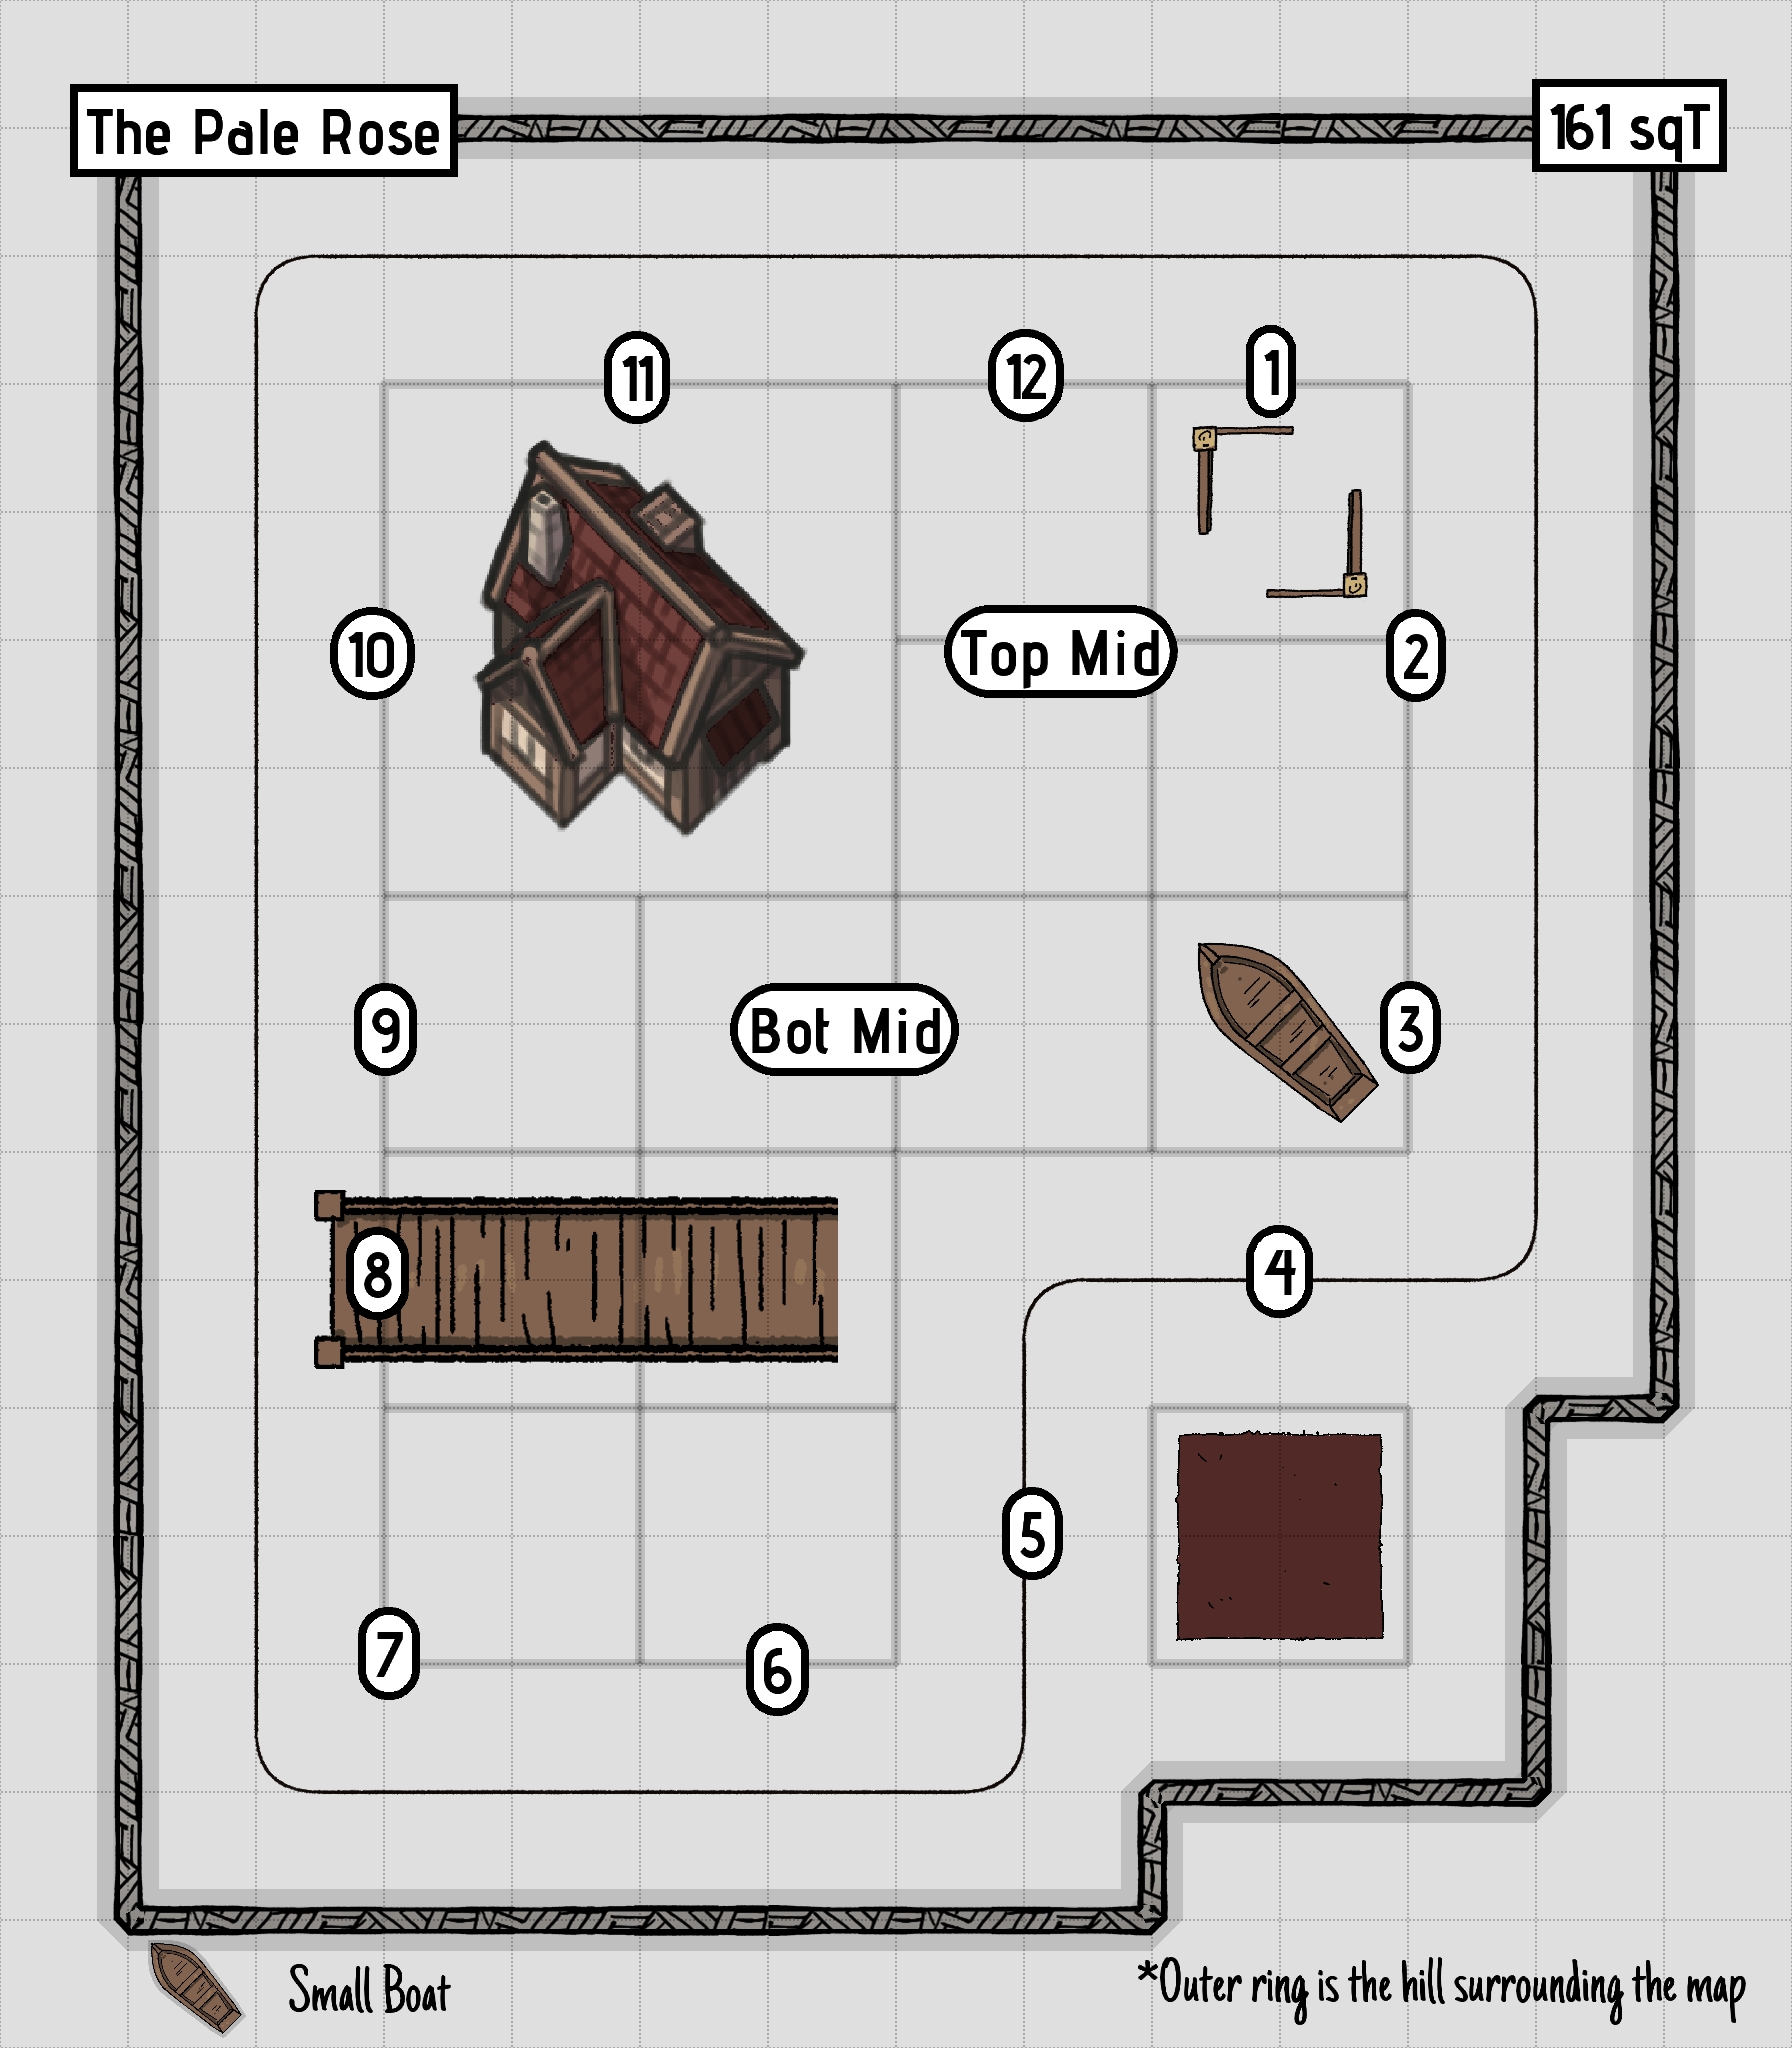 The Pale Rose
161 sqT
11
12
1
10
Top Mid
2
9
Bot Mid
3
8
4
5
7
6
Small Boat
*Outer ring is the hill surrounding the map